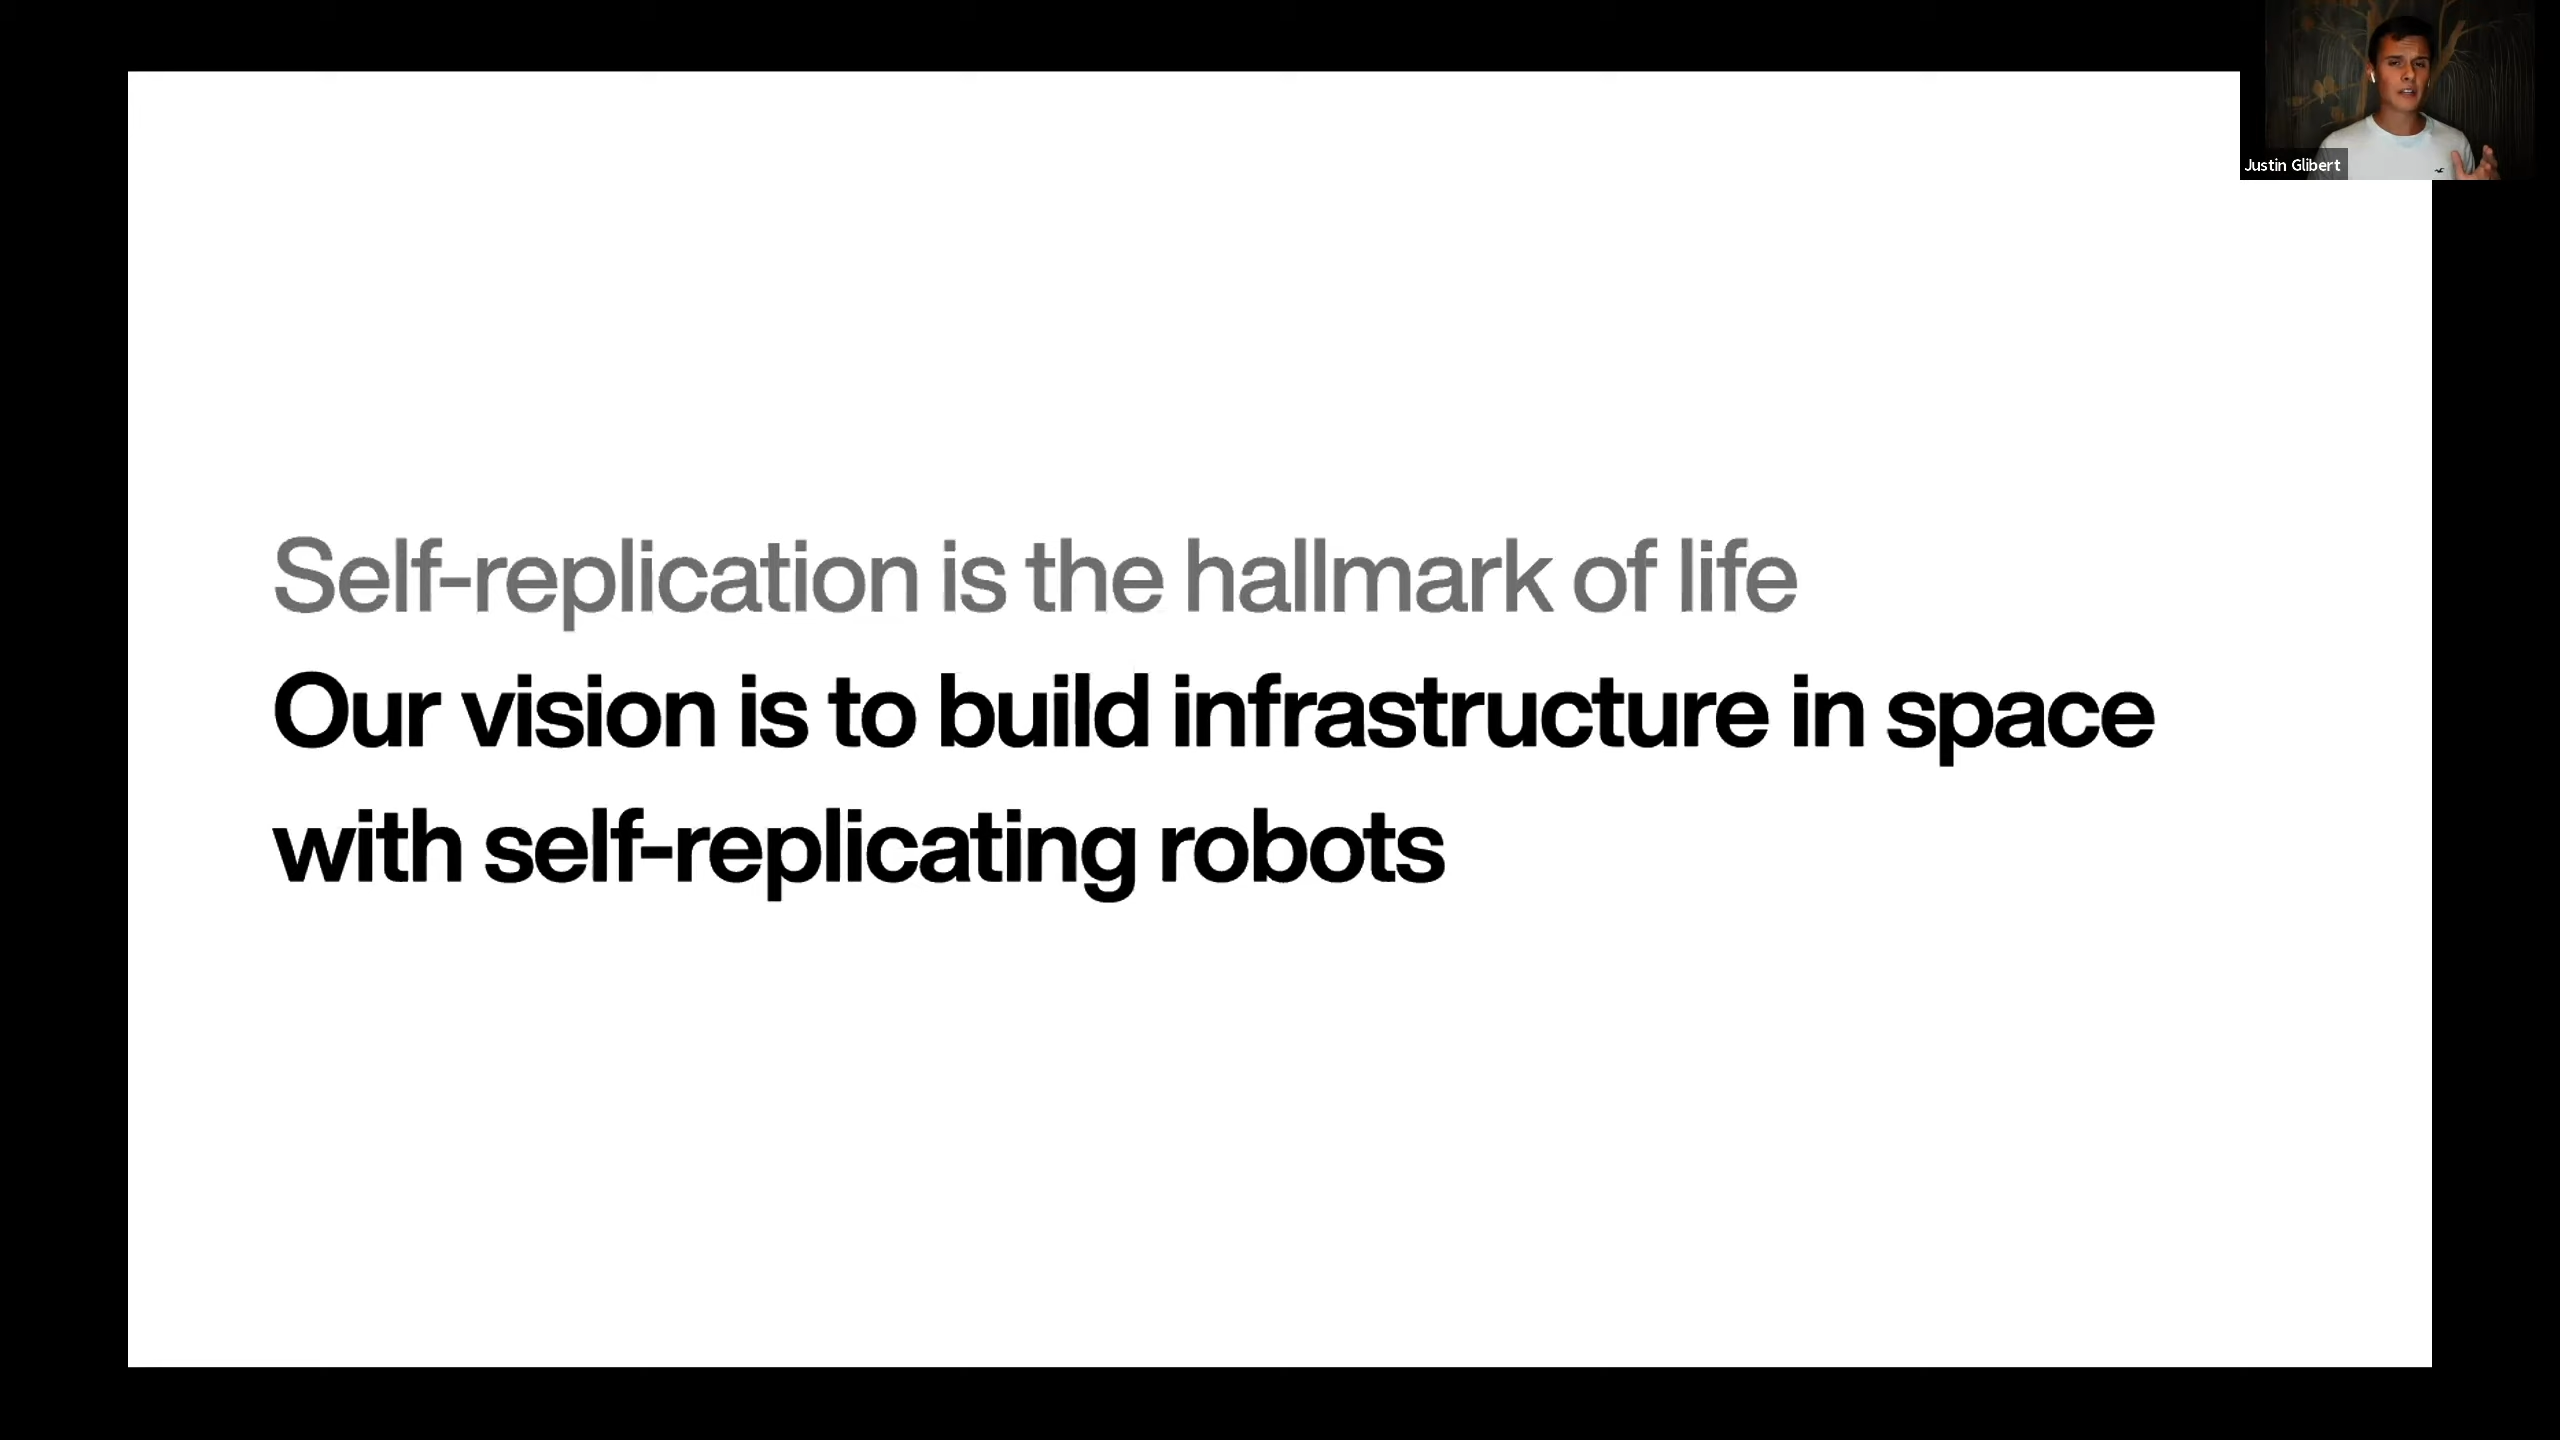 Justin Glibert
Self-replication is the hallmark of life
Our vision is to build infrastructure in space
with self-replicating robots